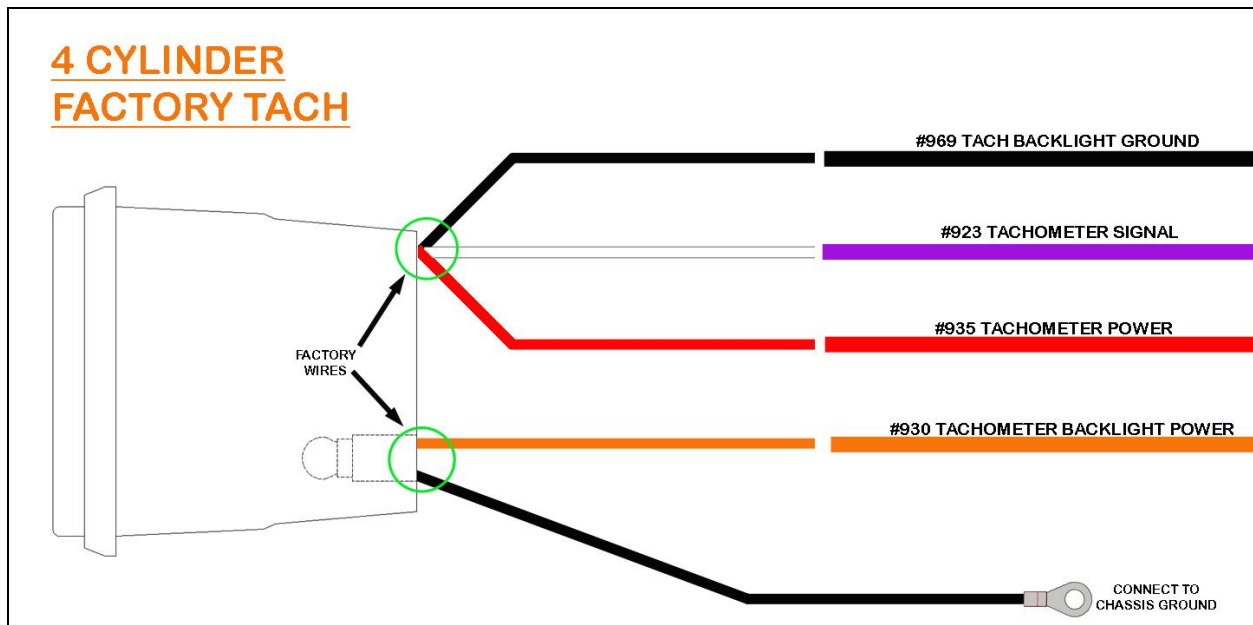 4 CYLINDER
FACTORY TACH
#969 TACH BACKLIGHT GROUND
#923 TACHOMETER SIGNAL
#935 TACHOMETER POWER
FACTORY
WIRES
#930 TACHOMETER BACKLIGHT POWER
CONNECT TO
CHASSIS GROUND